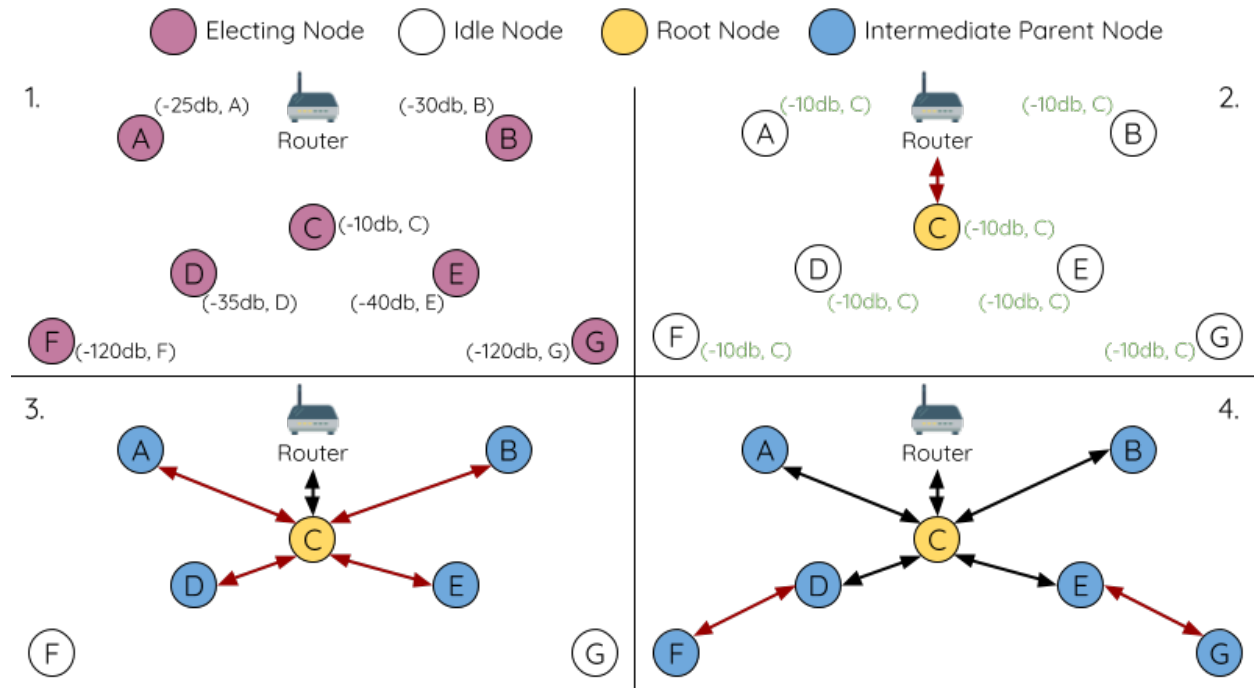 Electing Node Idle Node Root Node Intermediate Parent Node
1.
(-25db, A)
(-30db, B)
A
Router
B
C
(-10db, C)
D
E
(-35db, D)
(-40db, E)
F
(-120db, F)
(-120db, G)
G
2.
(-10db, C)
(-10db, C)
A
Router
B
C
(-10db, C)
D
E
(-10db, C)
(-10db, C)
F
(-10db, C)
(-10db, C)
G
3.
A
Router
B
C
D
E
F
G
4.
A
Router
B
C
D
E
F
G